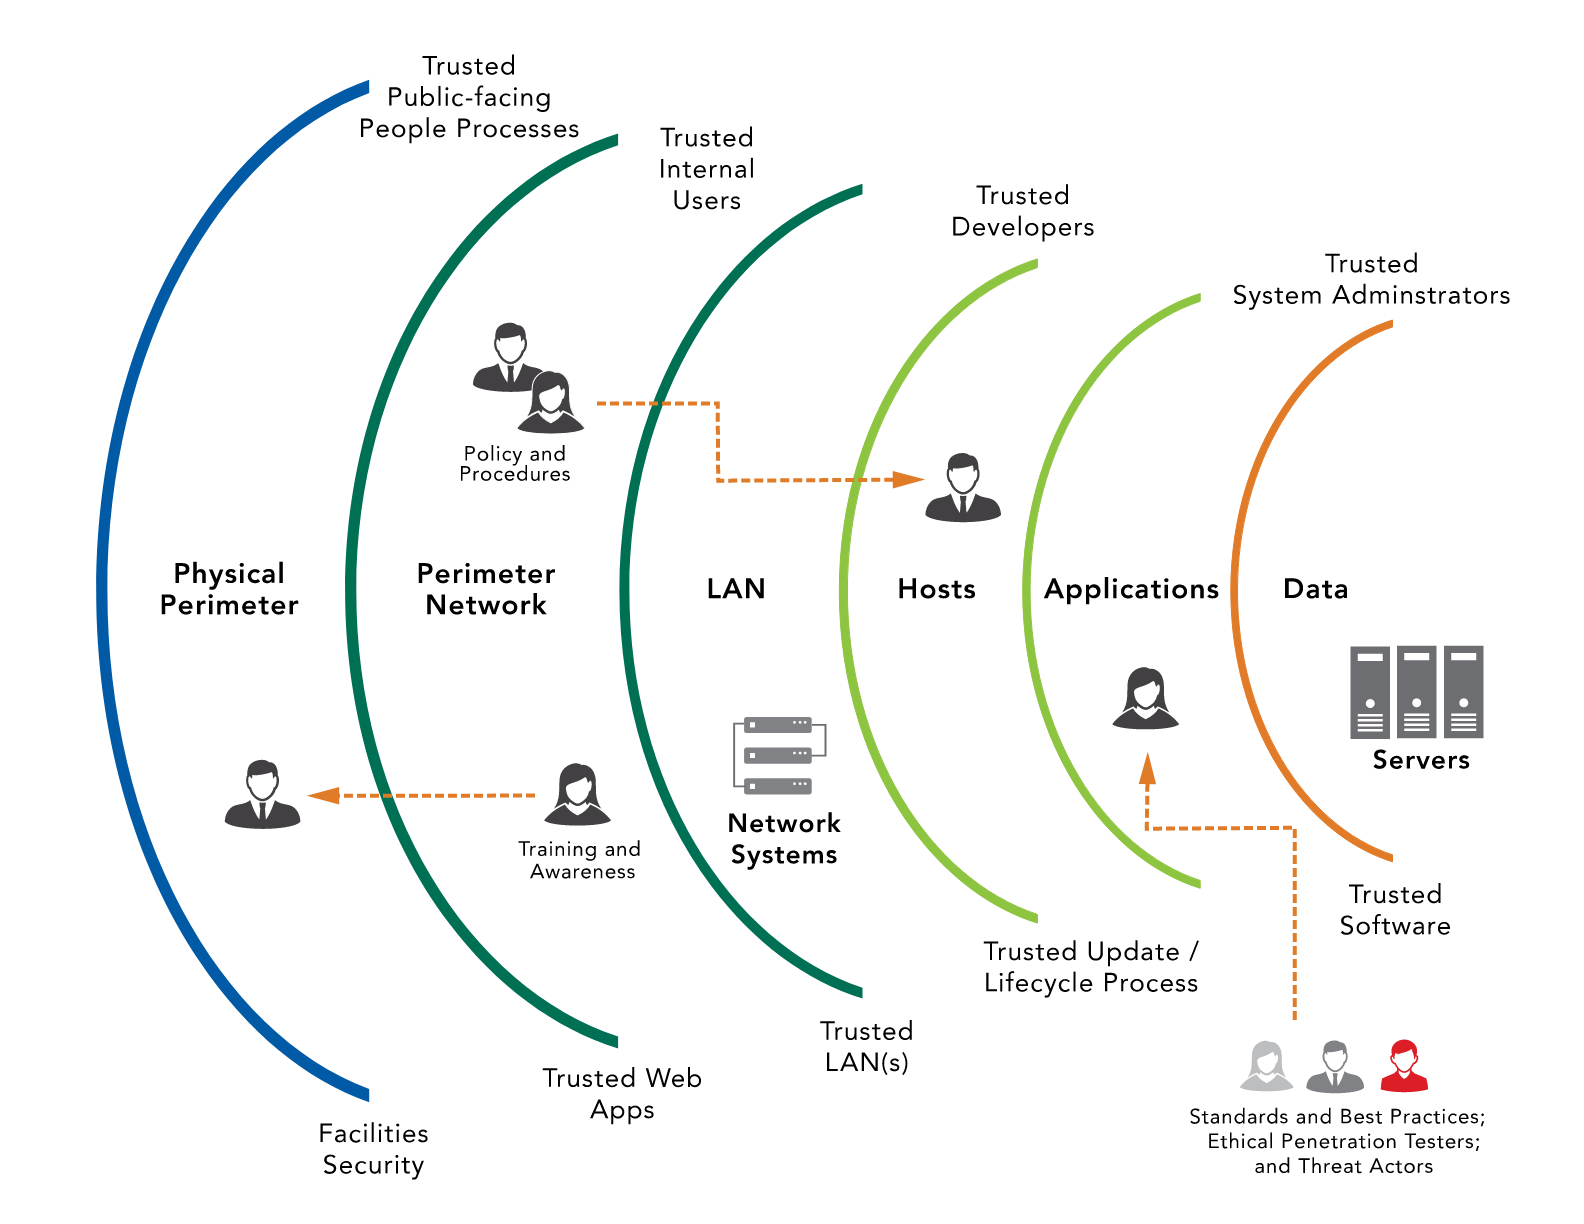 Trusted
Public-facing
People Processes
Trusted
Internal
Users
Trusted
Developers
Trusted
System Adminstrators
Policy and
Procedures
Physical
Perimeter
Perimeter
Network
LAN
Hosts
Applications
Data
Servers
Network
Systems
Training and
Awareness
Trusted
Software
Trusted Update /
Lifecycle Process
Trusted
LAN(s)
Trusted Web
Apps
Facilities
Security
Standards and Best Practices;
Ethical Penetration Testers;
and Threat Actors